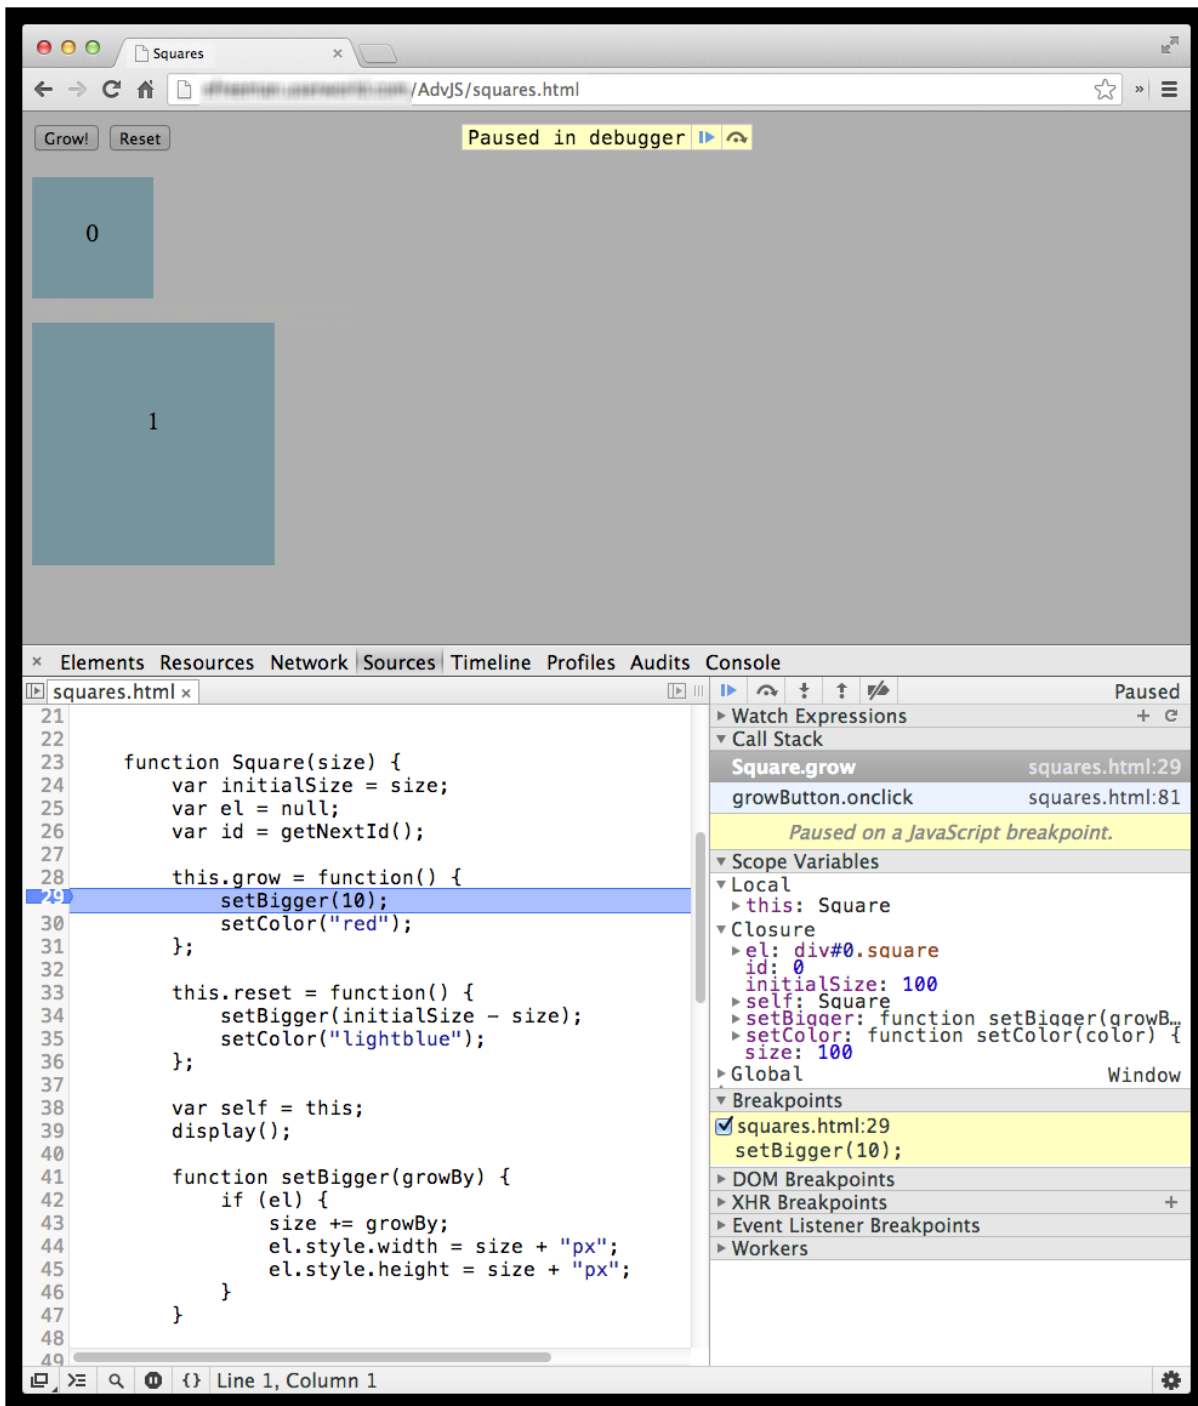 Squares ×
/AdvJS/squares.html
»
Grow! Reset
Paused in debugger
0
1
× Elements Resources Network Sources Timeline Profiles Audits Console
squares.html ×
Paused
21
22
23 function Square(size) {
24 var initialSize = size;
25 var el = null;
26 var id = getNextId();
27
28 this.grow = function() {
29 setBigger(10);
30 setColor("red");
31 };
32
33 this.reset = function() {
34 setBigger(initialSize - size);
35 setColor("lightblue");
36 };
37
38 var self = this;
39 display();
40
41 function setBigger(growBy) {
42 if (el) {
43 size += growBy;
44 el.style.width = size + "px";
45 el.style.height = size + "px";
46 }
47 }
48
49
Watch Expressions +
Call Stack
Square.grow squares.html:29
growButton.onclick squares.html:81
Paused on a JavaScript breakpoint.
Scope Variables
Local
this: Square
Closure
el: div#0.square
id: 0
initialSize: 100
self: Square
setBigger: function setBigger(growB…
setColor: function setColor(color) {
size: 100
Global Window
Breakpoints
squares.html:29
setBigger(10);
DOM Breakpoints
XHR Breakpoints +
Event Listener Breakpoints
Workers
{} Line 1, Column 1